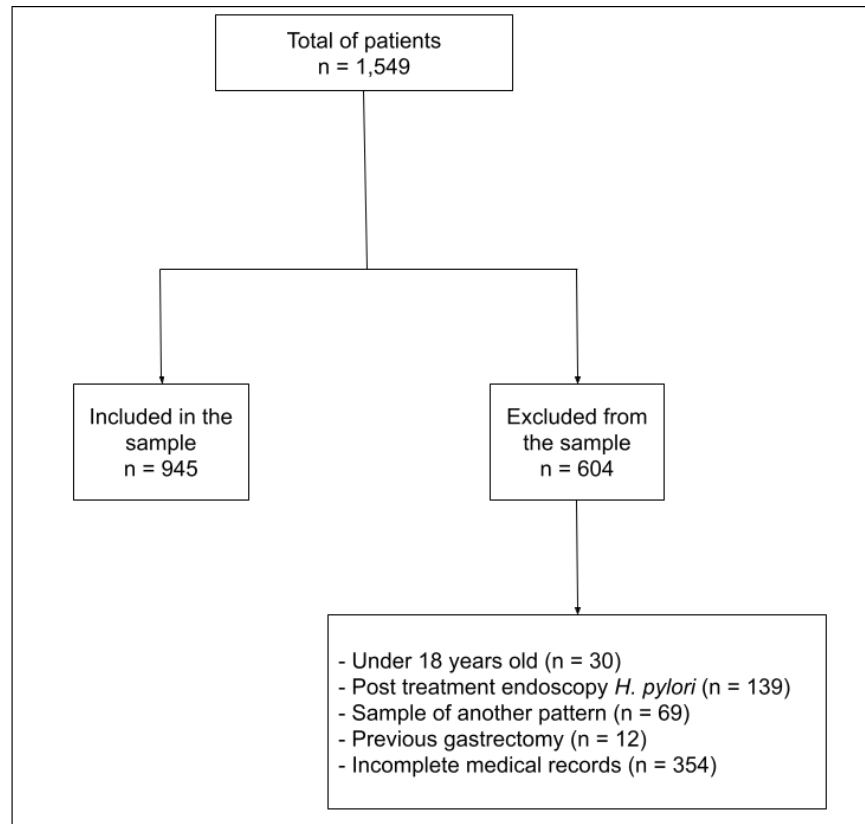 Total of patients
n = 1,549
Included in the
sample
n = 945
Excluded from
the sample
n = 604
- Under 18 years old (n = 30)
- Post treatment endoscopy H. pylori (n = 139)
- Sample of another pattern (n = 69)
- Previous gastrectomy (n = 12)
- Incomplete medical records (n = 354)